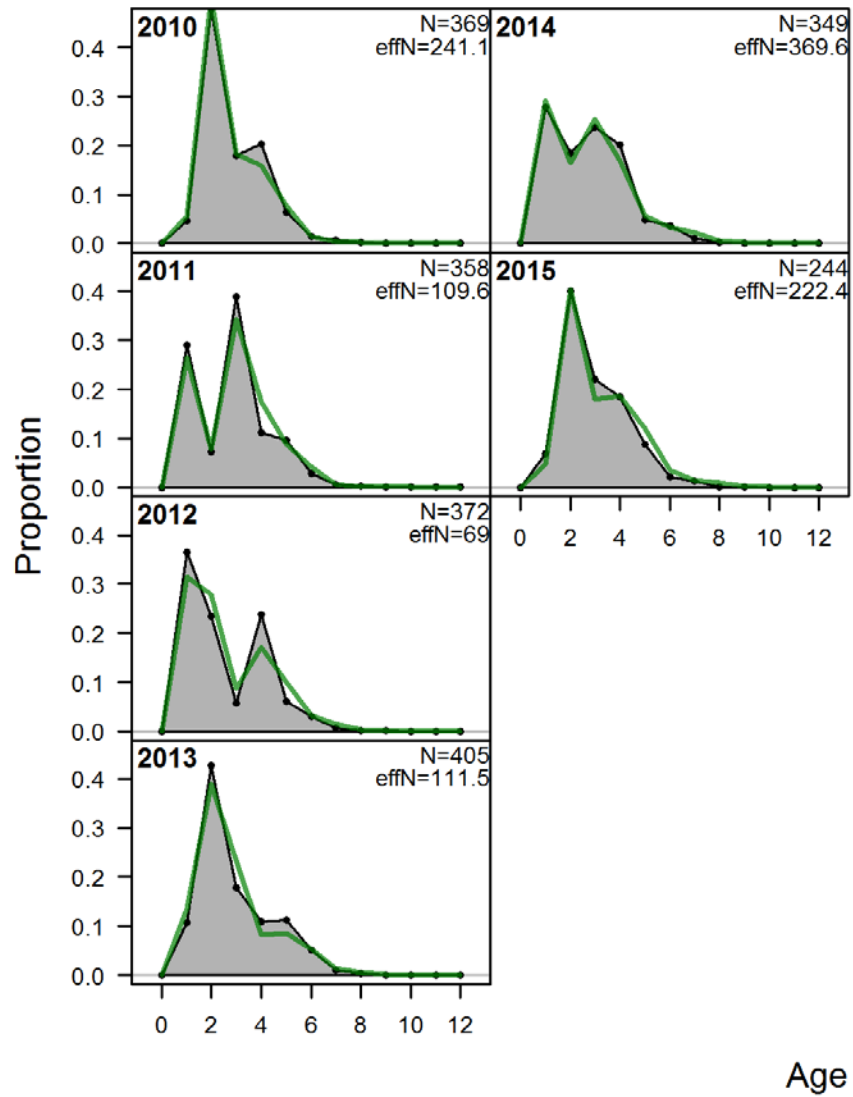 Proportion
2010
N=369
effN=241.1
0.4
0.3
0.2
0.1
0.0
2011
N=358
effN=109.6
0.4
0.3
0.2
0.1
0.0
2012
N=372
effN=69
0.4
0.3
0.2
0.1
0.0
2013
N=405
effN=111.5
0.4
0.3
0.2
0.1
0.0
0 2 4 6 8 10 12
2014
N=349
effN=369.6
2015
N=244
effN=222.4
0 2 4 6 8 10 12
Age